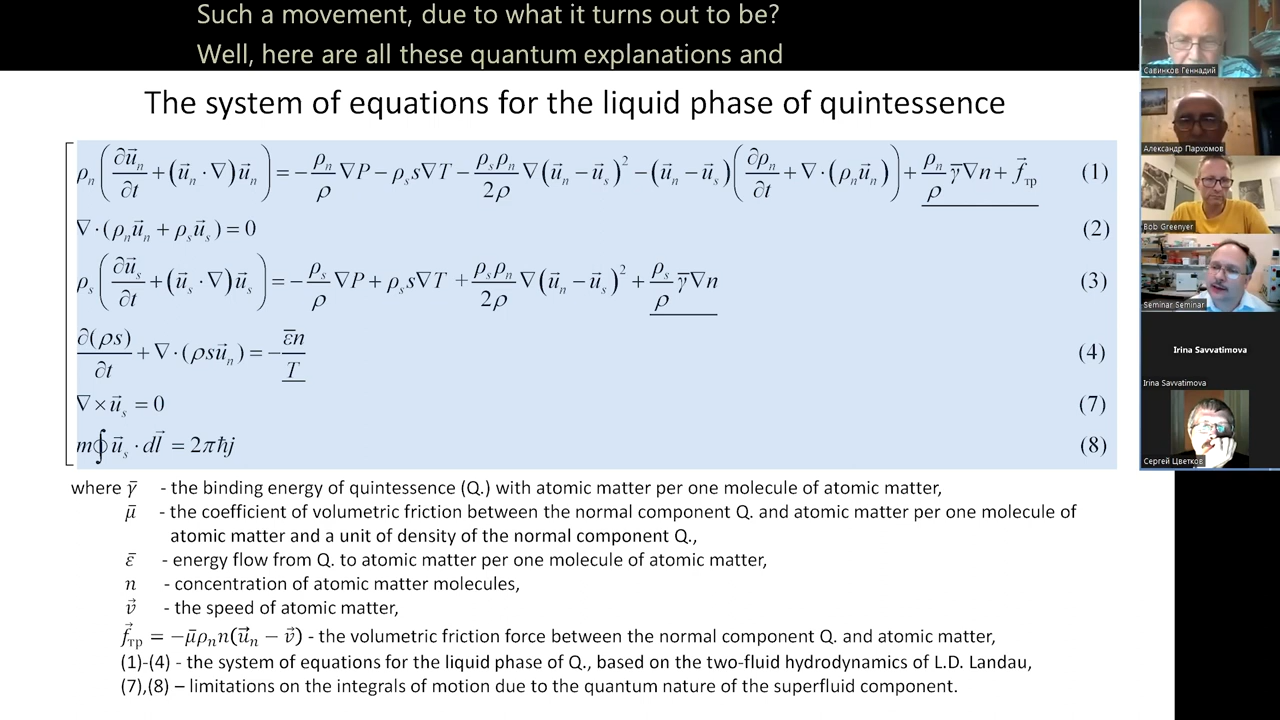 Such a movement, due to what it turns out to be?
Well, here are all these quantum explanations and
The system of equations for the liquid phase of quintessence
ρₙ(∂u⃗ₙ/∂t + (u⃗ₙ·∇)u⃗ₙ) = −ρₙ/ρ ∇P − ρₛs∇T − ρₛρₙ/2ρ ∇(u⃗ₙ − u⃗ₛ)² − (u⃗ₙ − u⃗ₛ)(∂ρₙ/∂t + ∇·(ρₙu⃗ₙ)) + ρₙ/ρ γ̅∇n + f⃗тр (1)
∇·(ρₙu⃗ₙ + ρₛu⃗ₛ) = 0 (2)
ρₛ(∂u⃗ₛ/∂t + (u⃗ₛ·∇)u⃗ₛ) = −ρₛ/ρ ∇P + ρₛs∇T + ρₛρₙ/2ρ ∇(u⃗ₙ − u⃗ₛ)² + ρₛ/ρ γ̅∇n (3)
∂(ρs)/∂t + ∇·(ρsu⃗ₙ) = −ε̅n/T (4)
∇×u⃗ₛ = 0 (7)
m∮u⃗ₛ·dl⃗ = 2πħj (8)
where γ̅ - the binding energy of quintessence (Q.) with atomic matter per one molecule of atomic matter,
μ̅ - the coefficient of volumetric friction between the normal component Q. and atomic matter per one molecule of
atomic matter and a unit of density of the normal component Q.,
ε̅ - energy flow from Q. to atomic matter per one molecule of atomic matter,
n - concentration of atomic matter molecules,
v⃗ - the speed of atomic matter,
f⃗тр = −μ̅ρₙn(u⃗ₙ − v⃗) - the volumetric friction force between the normal component Q. and atomic matter,
(1)-(4) - the system of equations for the liquid phase of Q., based on the two-fluid hydrodynamics of L.D. Landau,
(7),(8) – limitations on the integrals of motion due to the quantum nature of the superfluid component.
Савинков Геннадий
Александр Пархомов
Bob Greenyer
Seminar Seminar
Irina Savvatimova
Irina Savvatimova
Сергей Цветков